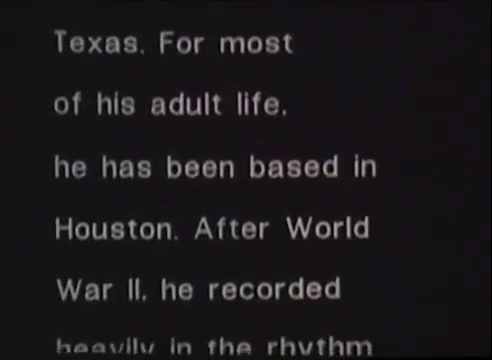 Texas. For most
of his adult life,
he has been based in
Houston. After World
War II, he recorded
heavily in the rhythm